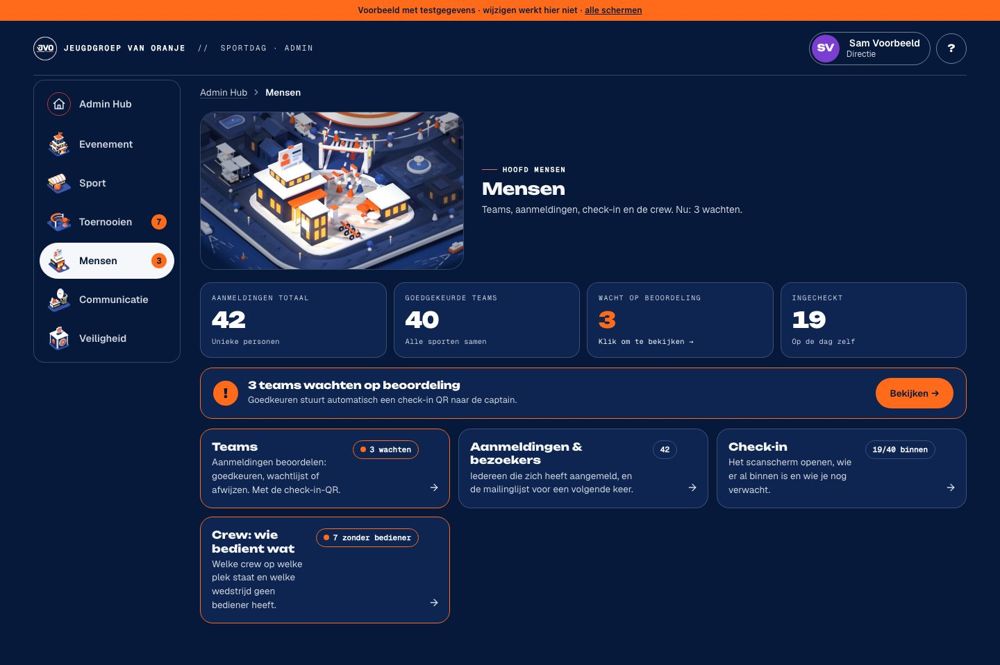 Voorbeeld met testgegevens · wijzigen werkt hier niet · alle schermen
JVO JEUGDGROEP VAN ORANJE // SPORTDAG · ADMIN
SV Sam Voorbeeld
Directie
?
Admin Hub
Evenement
Sport
Toernooien 7
Mensen 3
Communicatie
Veiligheid
Admin Hub > Mensen
HOOFD MENSEN
Mensen
Teams, aanmeldingen, check-in en de crew. Nu: 3 wachten.
AANMELDINGEN TOTAAL
42
Unieke personen
GOEDGEKEURDE TEAMS
40
Alle sporten samen
WACHT OP BEOORDELING
3
Klik om te bekijken →
INGECHECKT
19
Op de dag zelf
!
3 teams wachten op beoordeling
Goedkeuren stuurt automatisch een check-in QR naar de captain.
Bekijken →
Teams
3 wachten
Aanmeldingen beoordelen:
goedkeuren, wachtlijst of
afwijzen. Met de check-in-QR.
→
Aanmeldingen &
bezoekers
42
Iedereen die zich heeft aangemeld, en
de mailinglijst voor een volgende keer.
→
Check-in
19/40 binnen
Het scanscherm openen, wie
er al binnen is en wie je nog
verwacht.
→
Crew: wie
bedient wat
7 zonder bediener
Welke crew op welke
plek staat en welke
wedstrijd geen
bediener heeft.
→